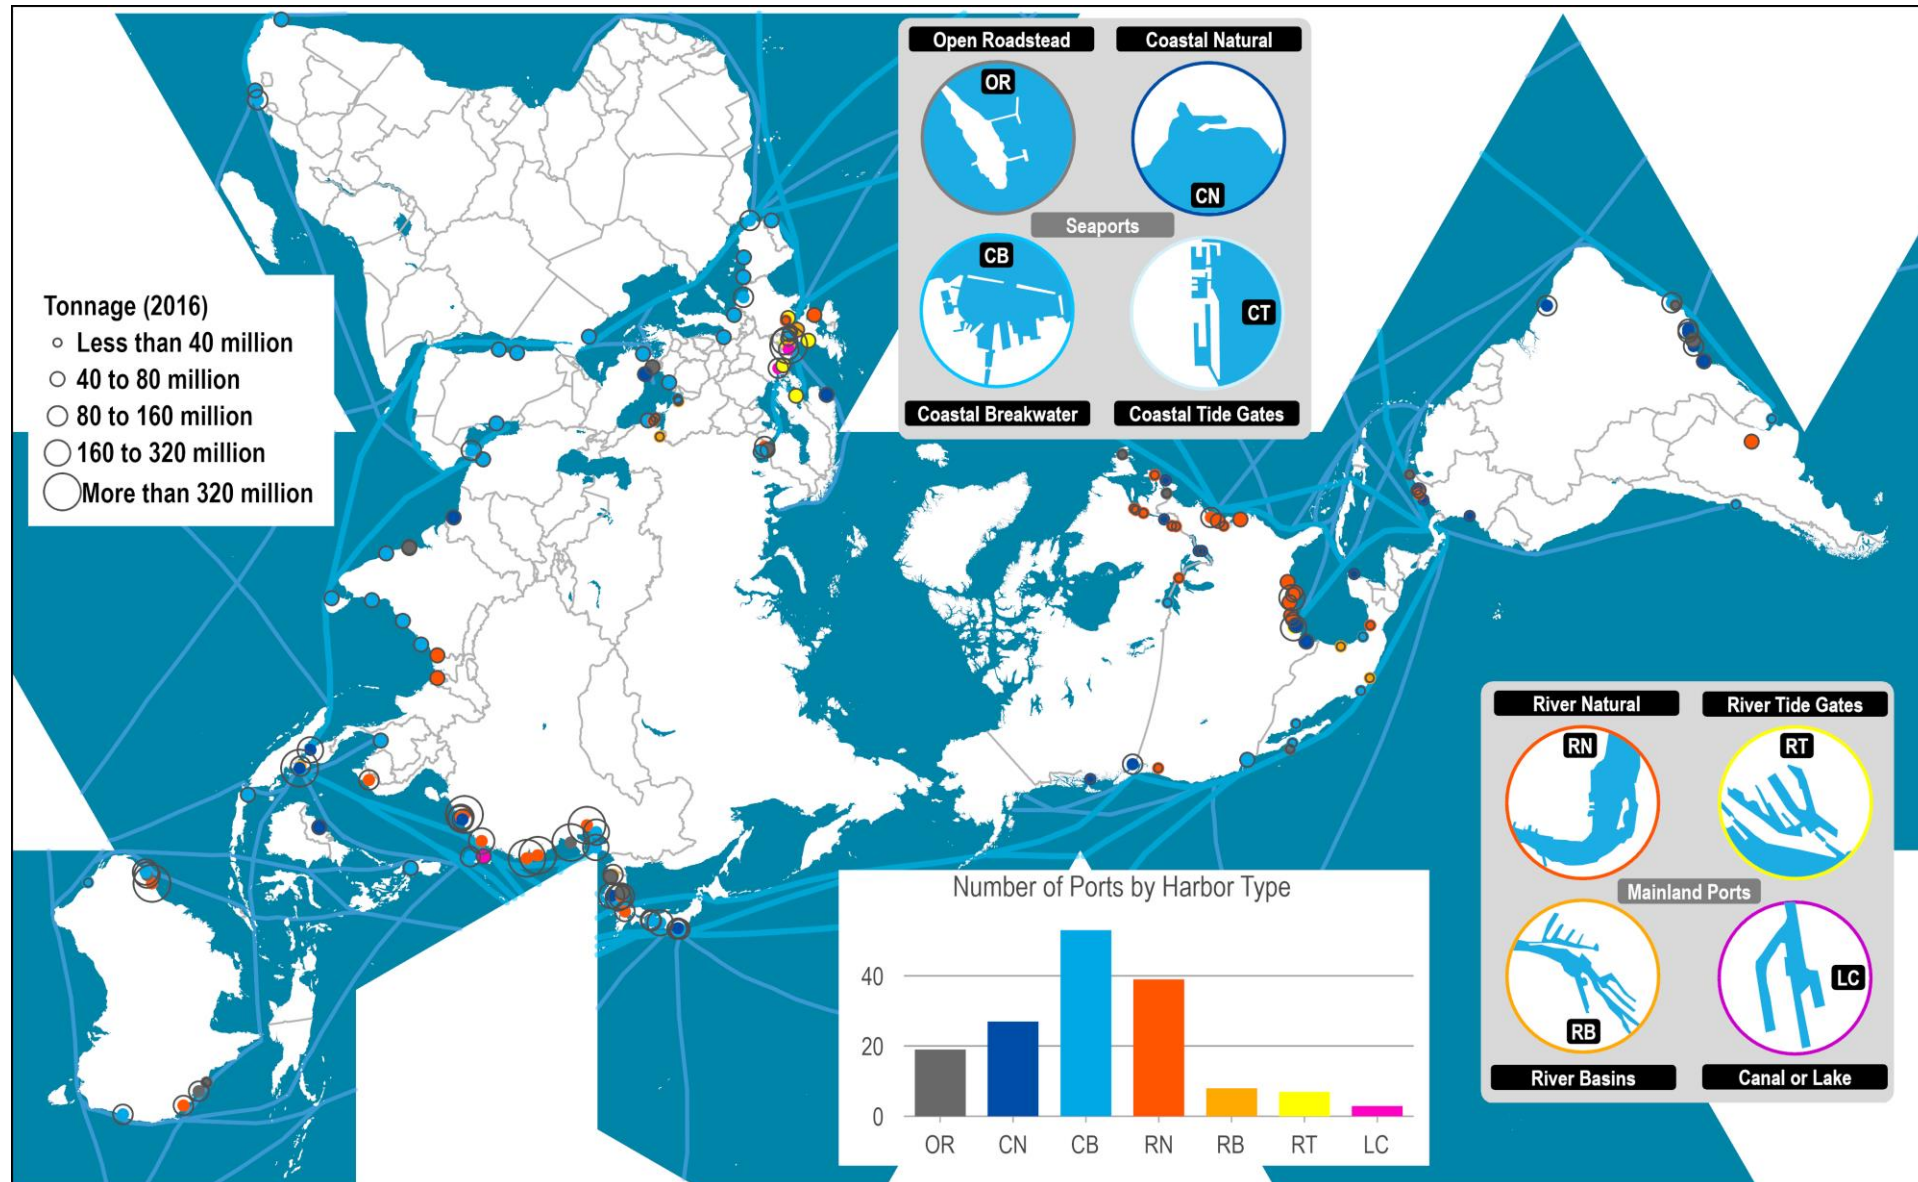 Open Roadstead
Coastal Natural
OR
CN
Seaports
CB
CT
Coastal Breakwater
Coastal Tide Gates
Tonnage (2016)
Less than 40 million
40 to 80 million
80 to 160 million
160 to 320 million
More than 320 million
River Natural
River Tide Gates
RN
RT
Mainland Ports
RB
LC
River Basins
Canal or Lake
Number of Ports by Harbor Type
40
20
0
OR CN CB RN RB RT LC